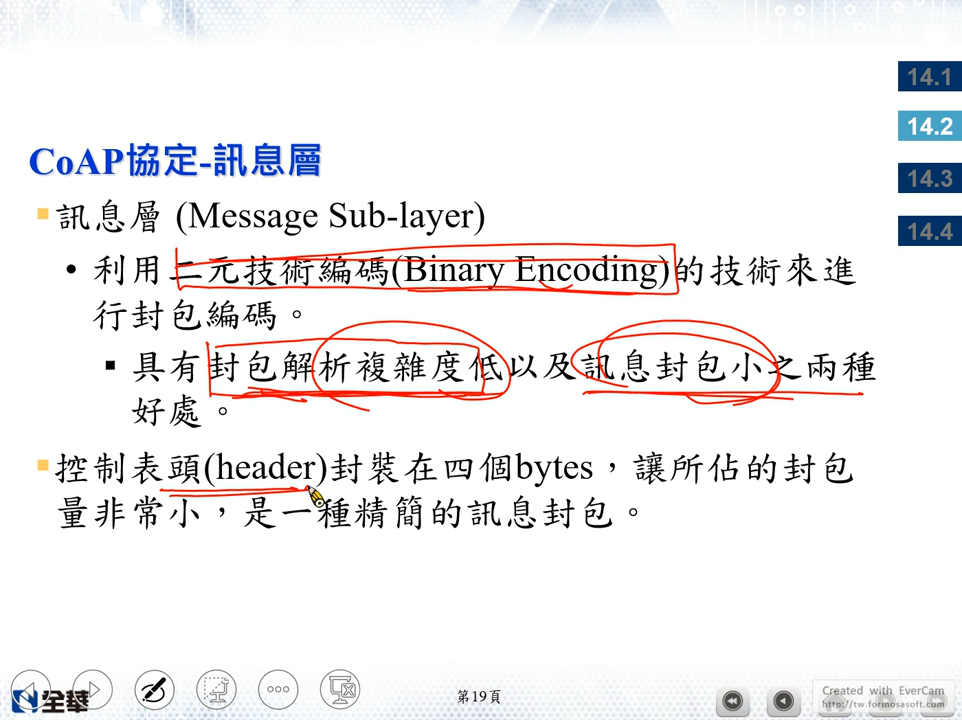 14.1
14.2
14.3
14.4
CoAP協定-訊息層
訊息層 (Message Sub-layer)
利用二元技術編碼(Binary Encoding)的技術來進
行封包編碼。
具有封包解析複雜度低以及訊息封包小之兩種
好處。
控制表頭(header)封裝在四個bytes，讓所佔的封包
量非常小，是一種精簡的訊息封包。
全華
第19頁
Created with EverCam
http://tw.formosasoft.com